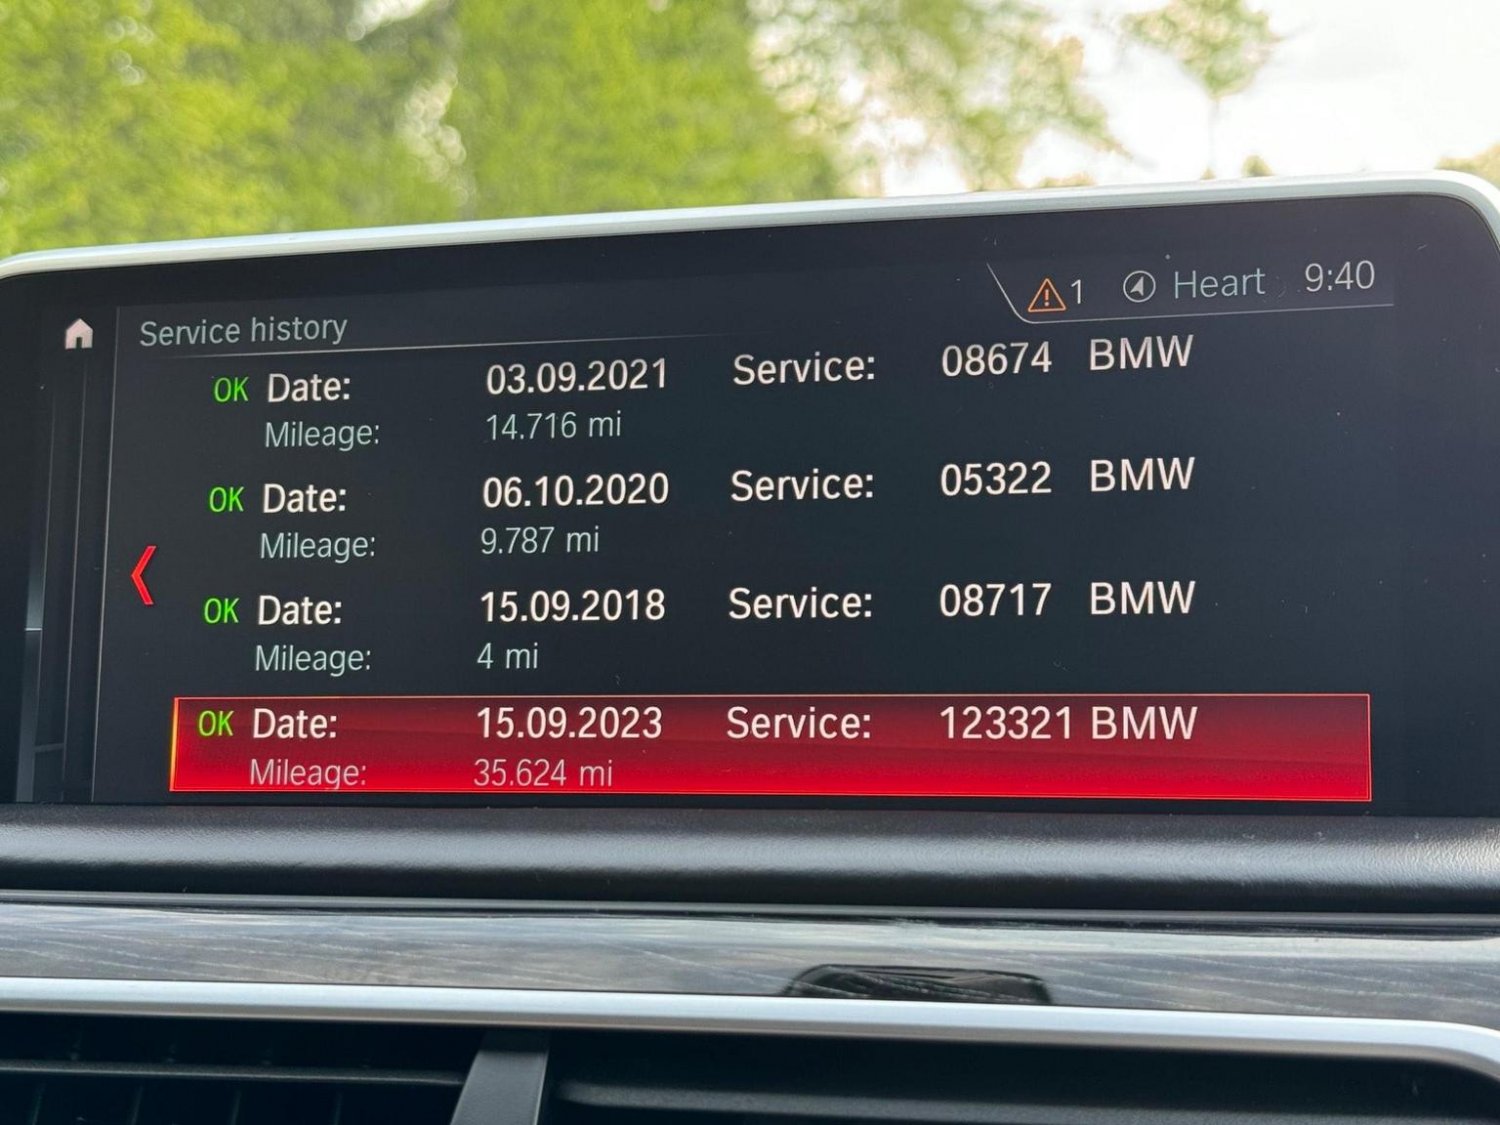 1 Heart 9:40
Service history
OK Date: 03.09.2021 Service: 08674 BMW
Mileage: 14.716 mi
OK Date: 06.10.2020 Service: 05322 BMW
Mileage: 9.787 mi
OK Date: 15.09.2018 Service: 08717 BMW
Mileage: 4 mi
OK Date: 15.09.2023 Service: 123321 BMW
Mileage: 35.624 mi